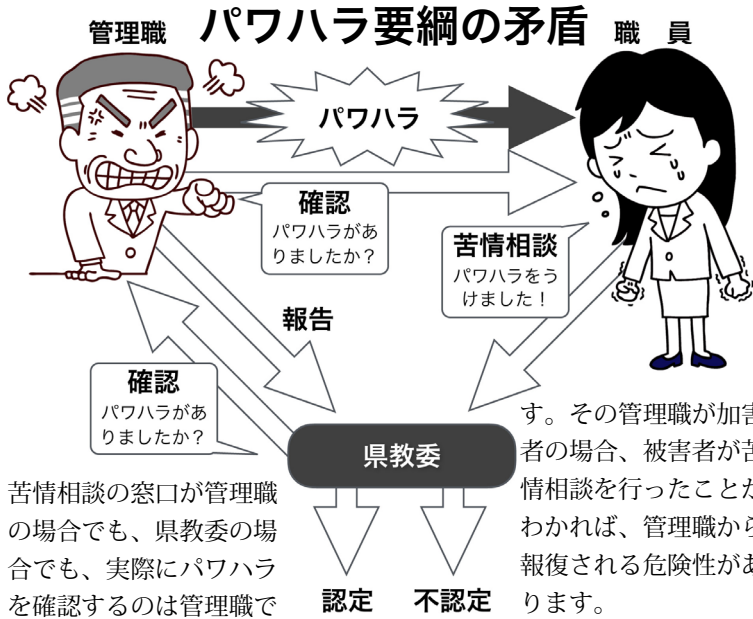 パワハラ要綱の矛盾
管理職
職　員
パワハラ
確認
パワハラがあ
りましたか？
苦情相談
パワハラをう
けました！
報告
確認
パワハラがあ
りましたか？
県教委
認定
不認定
苦情相談の窓口が管理職
の場合でも、県教委の場
合でも、実際にパワハラ
を確認するのは管理職で
す。その管理職が加害
者の場合、被害者が苦
情相談を行ったことが
わかれば、管理職から
報復される危険性があ
ります。